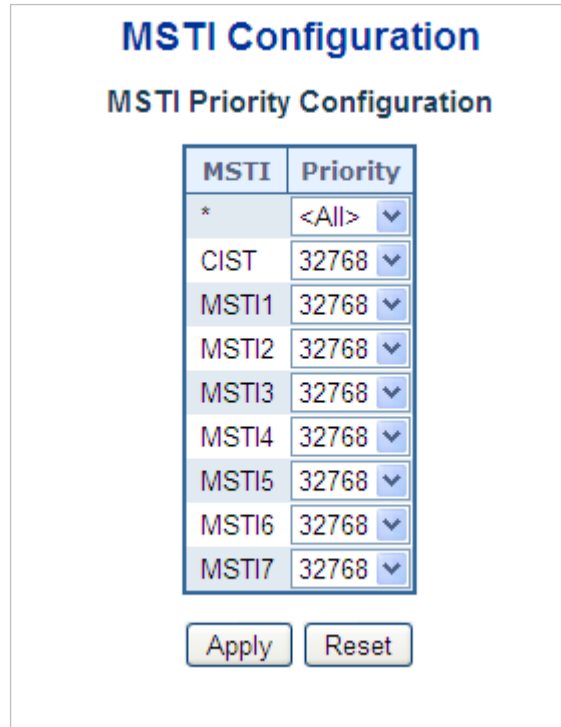 MSTI Configuration
MSTI Priority Configuration
MSTI Priority
* <All>
CIST 32768
MSTI1 32768
MSTI2 32768
MSTI3 32768
MSTI4 32768
MSTI5 32768
MSTI6 32768
MSTI7 32768
Apply Reset